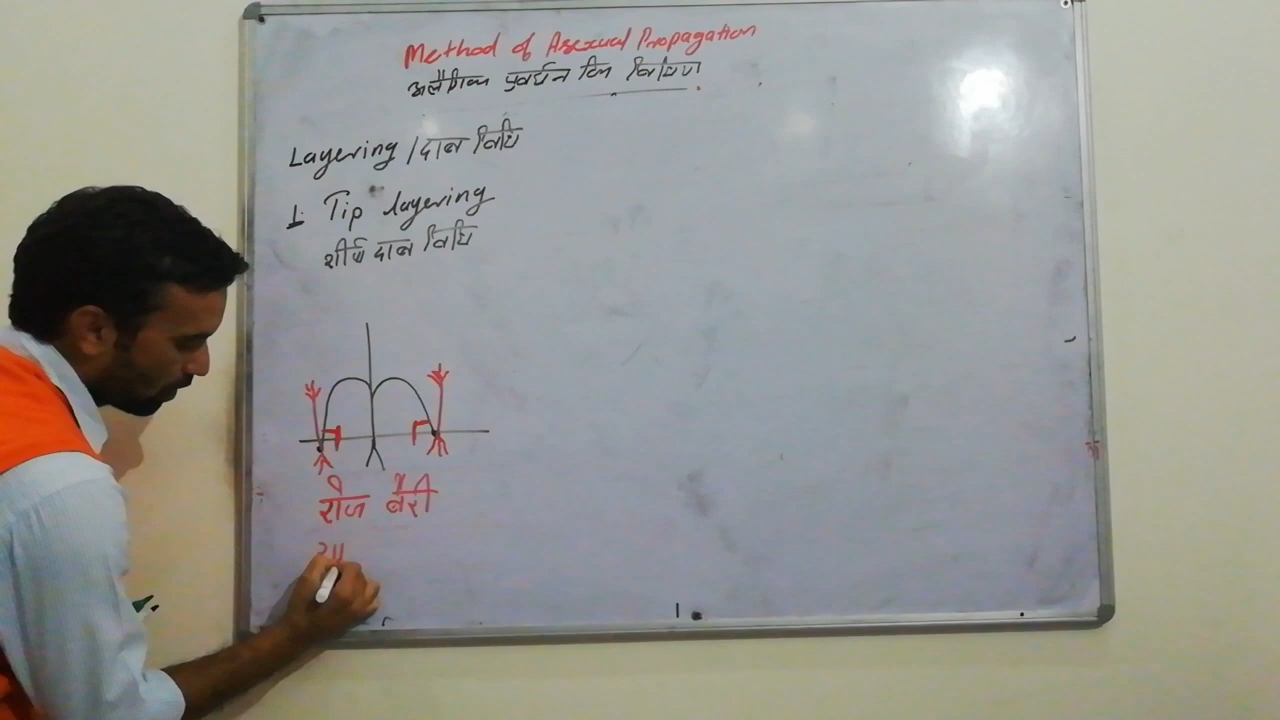 Method of Asexual Propagation
अलैंगिक प्रवर्धन कि विधिया
Layering / दाब विधि
1. Tip layering
शीर्ष दाब विधि
रोज बैरी